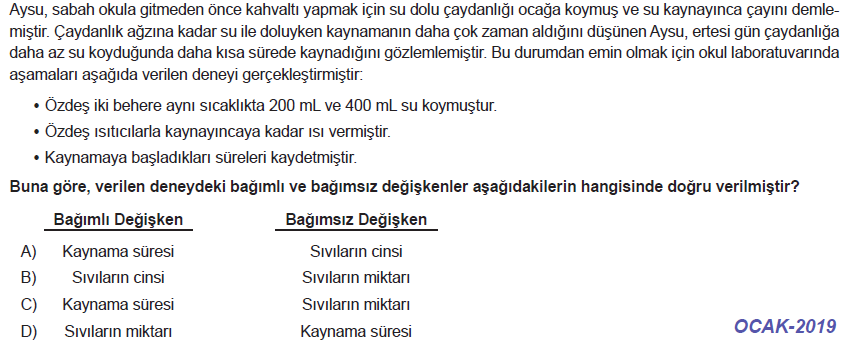 Aysu, sabah okula gitmeden önce kahvaltı yapmak için su dolu çaydanlığı ocağa koymuş ve su kaynayınca çayını demle-
miştir. Çaydanlık ağzına kadar su ile doluyken kaynamanın daha çok zaman aldığını düşünen Aysu, ertesi gün çaydanlığa
daha az su koyduğunda daha kısa sürede kaynadığını gözlemlemiştir. Bu durumdan emin olmak için okul laboratuvarında
aşamaları aşağıda verilen deneyi gerçekleştirmiştir:
• Özdeş iki behere aynı sıcaklıkta 200 mL ve 400 mL su koymuştur.
• Özdeş ısıtıcılarla kaynayıncaya kadar ısı vermiştir.
• Kaynamaya başladıkları süreleri kaydetmiştir.
Buna göre, verilen deneydeki bağımlı ve bağımsız değişkenler aşağıdakilerin hangisinde doğru verilmiştir?
Bağımlı Değişken Bağımsız Değişken
A) Kaynama süresi Sıvıların cinsi
B) Sıvıların cinsi Sıvıların miktarı
C) Kaynama süresi Sıvıların miktarı
D) Sıvıların miktarı Kaynama süresi
OCAK-2019